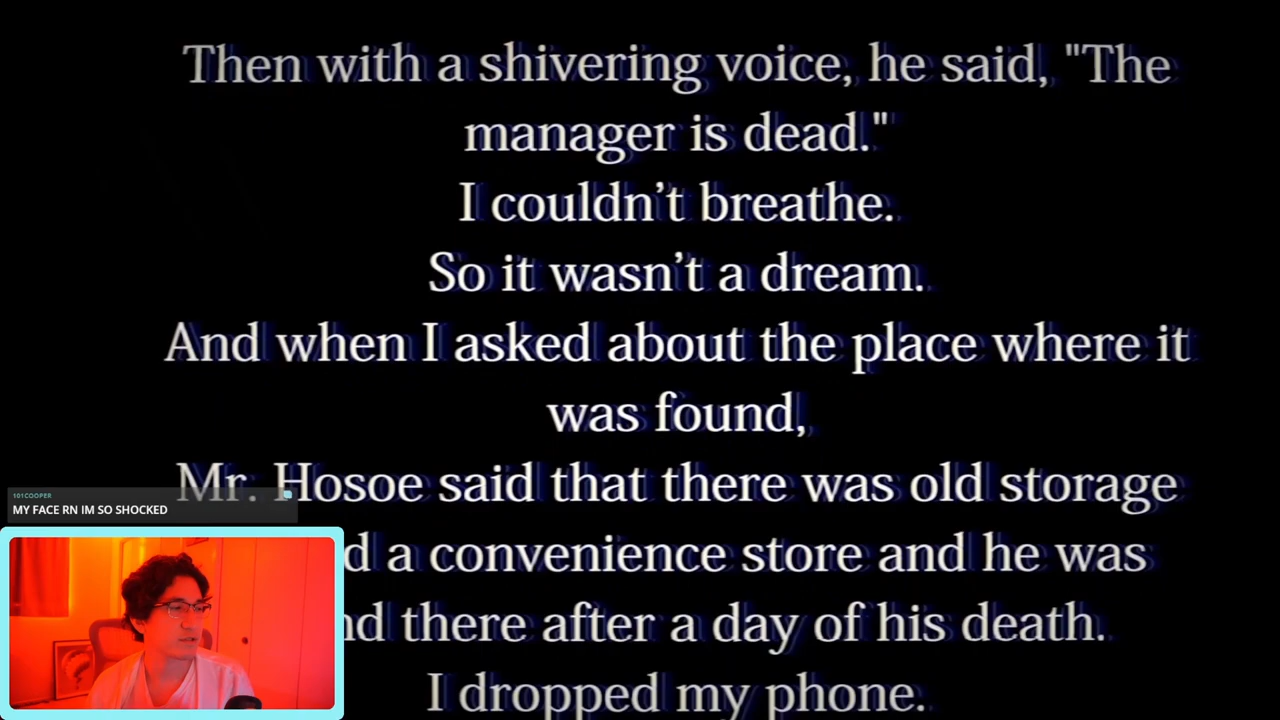 Then with a shivering voice, he said, "The
manager is dead."
I couldn’t breathe.
So it wasn’t a dream.
And when I asked about the place where it
was found,
Mr. Hosoe said that there was old storage
101COOPER
MY FACE RN IM SO SHOCKED
a convenience store and he was
there after a day of his death.
I dropped my phone.